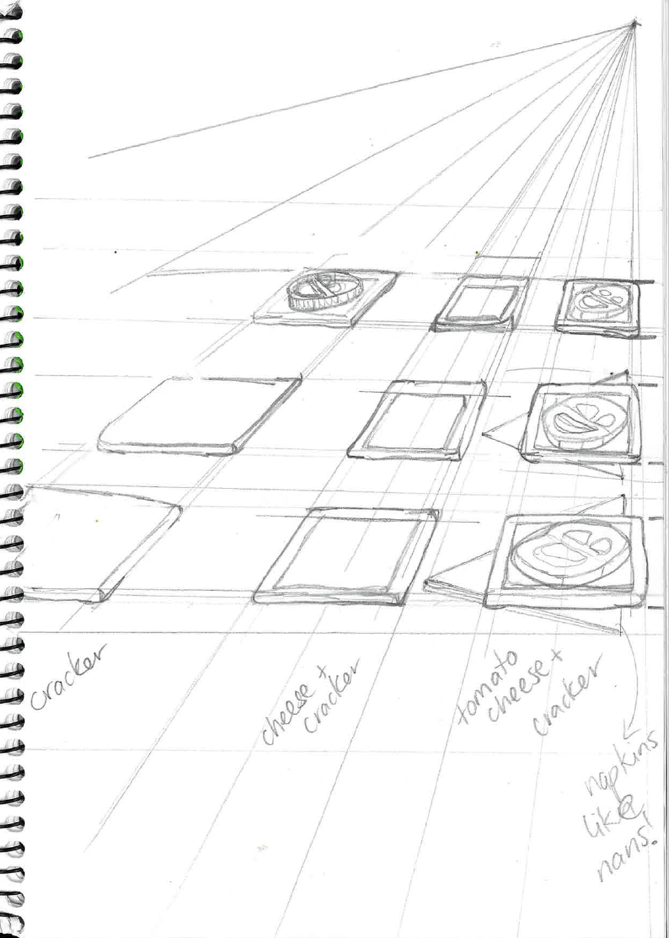 cracker
cheese +
cracker
tomato
cheese +
cracker
napkins
like
nans!